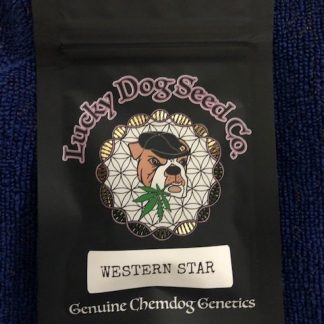 Lucky Dog Seed Co.
WESTERN STAR
Genuine Chemdog Genetics